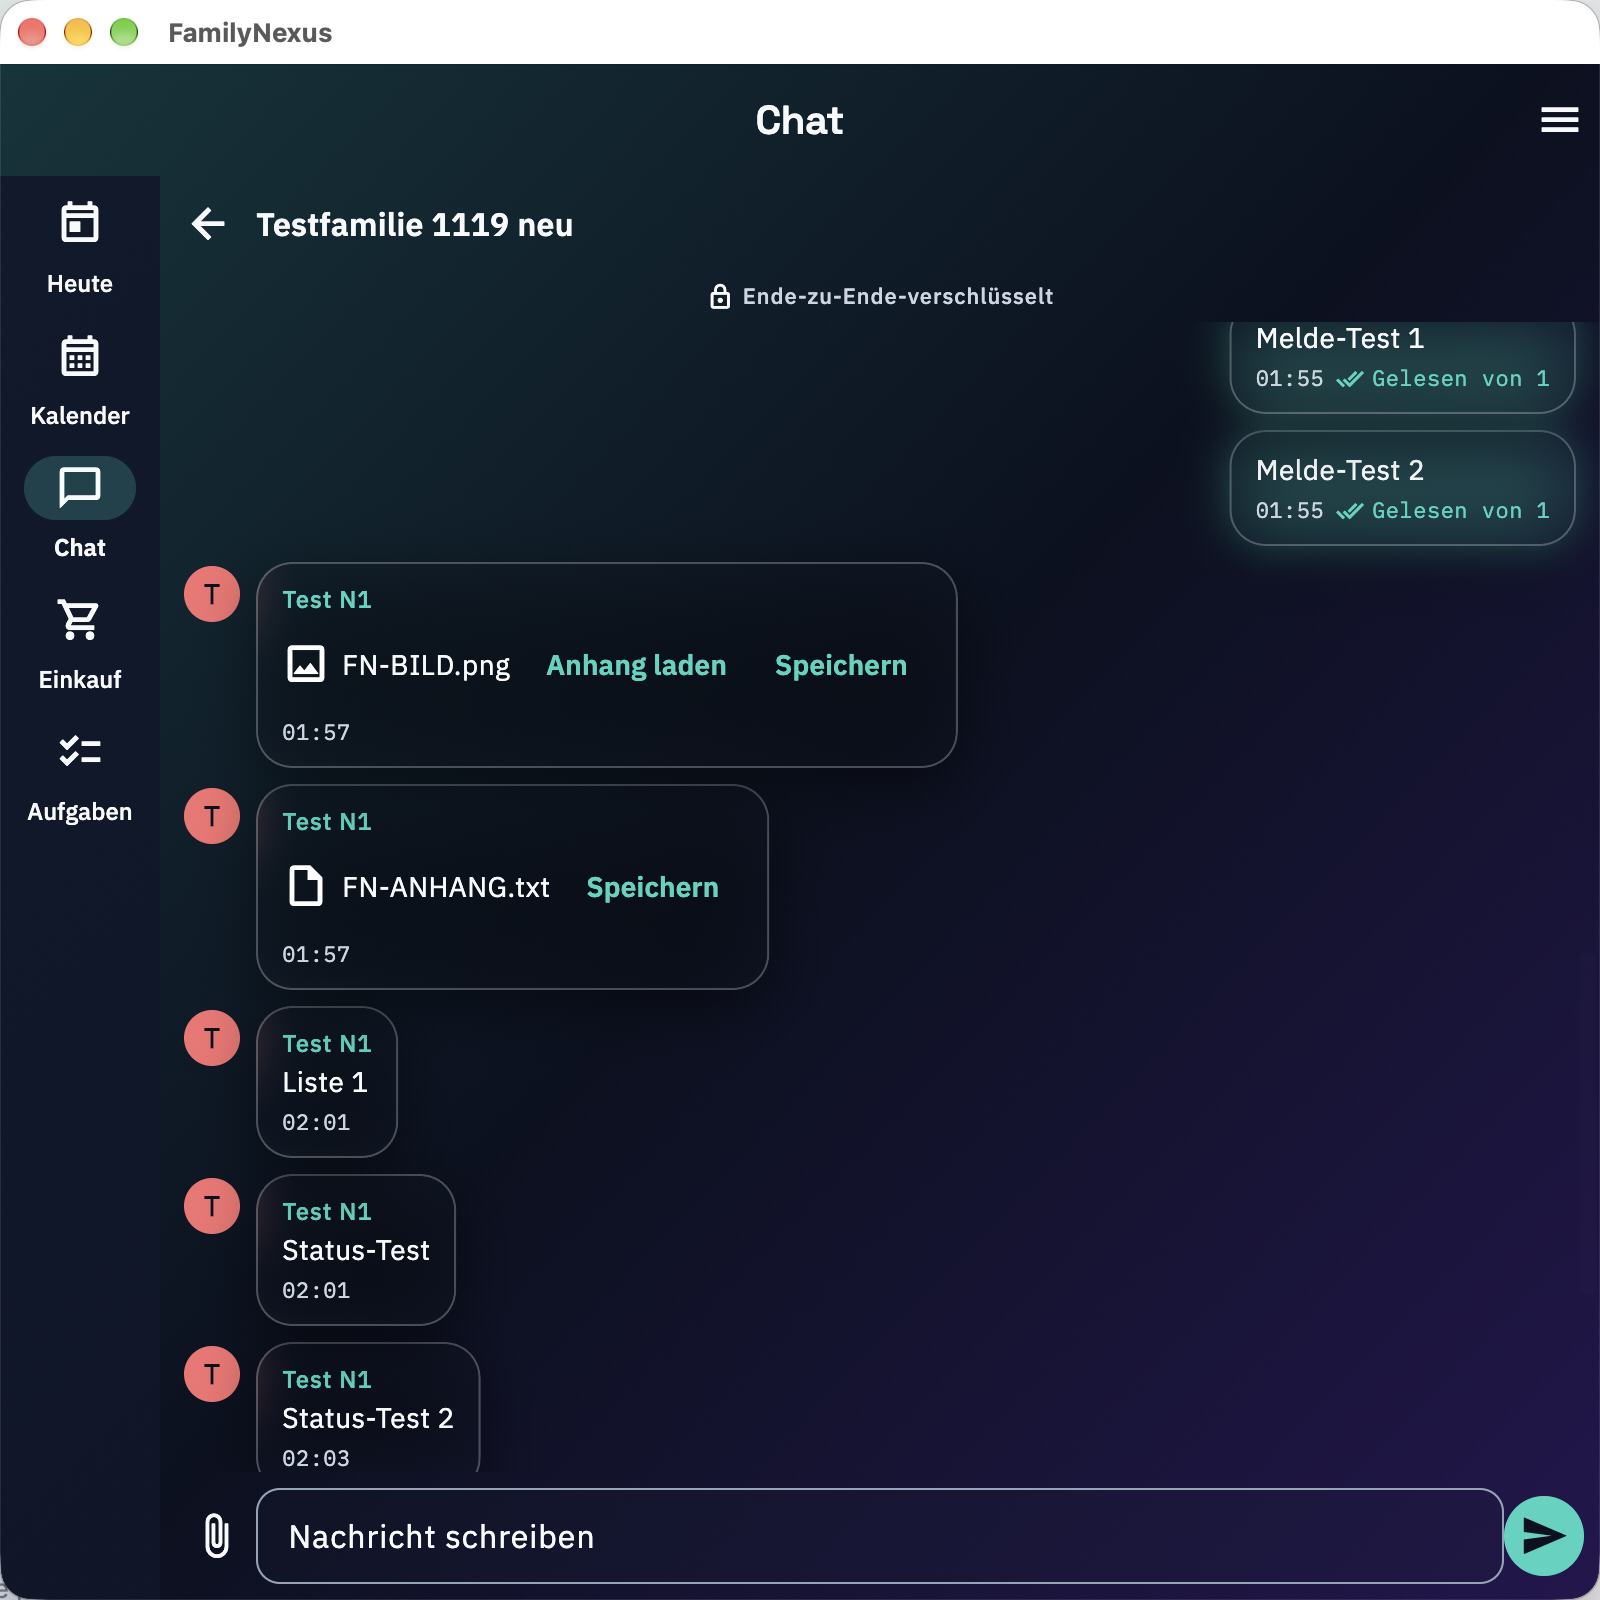 FamilyNexus
Chat
Heute
Kalender
Chat
Einkauf
Aufgaben
Testfamilie 1119 neu
Ende-zu-Ende-verschlüsselt
Melde-Test 1
01:55 Gelesen von 1
Melde-Test 2
01:55 Gelesen von 1
T
Test N1
FN-BILD.png Anhang laden Speichern
01:57
T
Test N1
FN-ANHANG.txt Speichern
01:57
T
Test N1
Liste 1
02:01
T
Test N1
Status-Test
02:01
T
Test N1
Status-Test 2
02:03
Nachricht schreiben